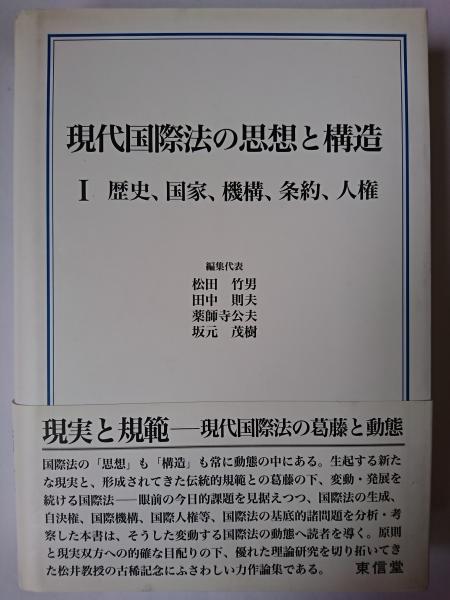 現代国際法の思想と構造
Ⅰ 歴史、国家、機構、条約、人権
編集代表
松田 竹男
田中 則夫
薬師寺公夫
坂元 茂樹
現実と規範――現代国際法の葛藤と動態
国際法の「思想」も「構造」も常に動態の中にある。生起する新た
な現実と、形成されてきた伝統的規範との葛藤の下、変動・発展を
続ける国際法――眼前の今日的課題を見据えつつ、国際法の生成、
自決権、国際機構、国際人権等、国際法の基底的諸問題を分析・考
察した本書は、そうした変動する国際法の動態へ読者を導く。原則
と現実双方への的確な目配りの下、優れた理論研究を切り拓いてき
た松井教授の古稀記念にふさわしい力作論集である。 東信堂